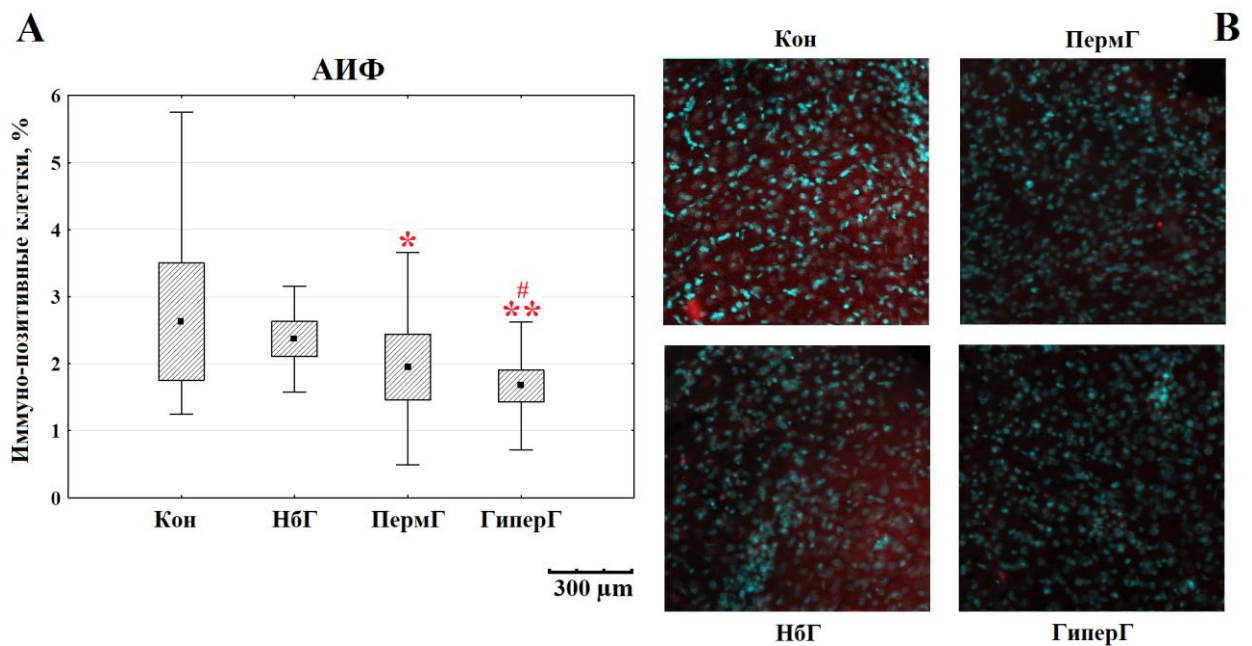 А
В
АИФ
Иммуно-позитивные клетки, %
6
5
4
3
2
1
0
*
#
**
Кон
НбГ
ПермГ
ГиперГ
300 µm
Кон
ПермГ
НбГ
ГиперГ